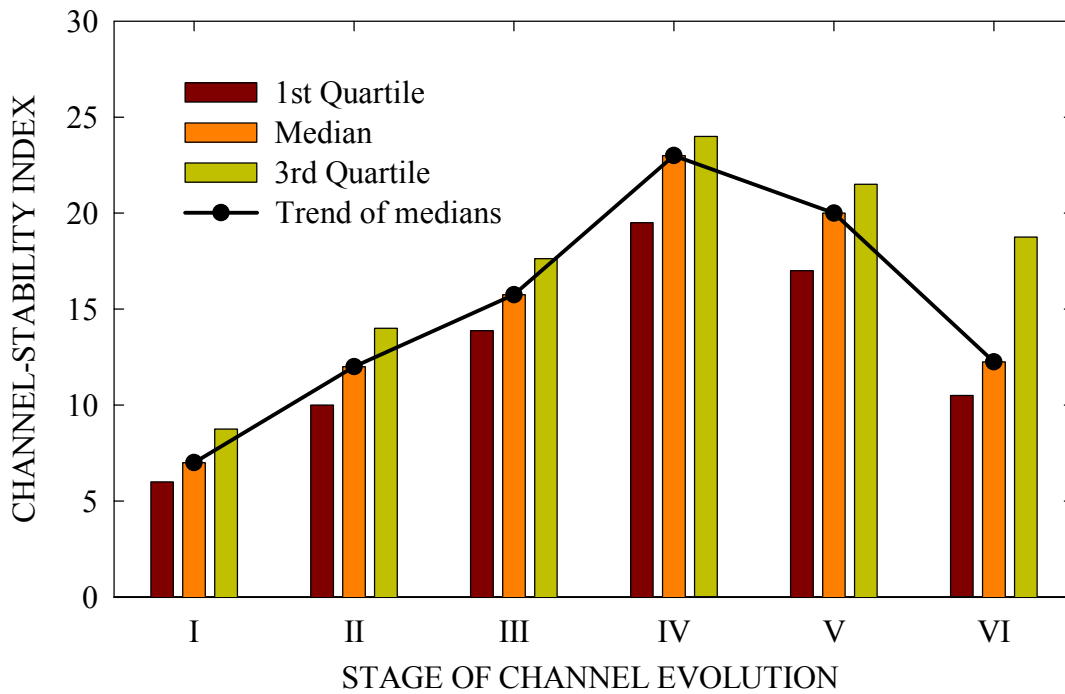 30
25
20
15
10
5
0
CHANNEL-STABILITY INDEX
1st Quartile
Median
3rd Quartile
Trend of medians
I II III IV V VI
STAGE OF CHANNEL EVOLUTION